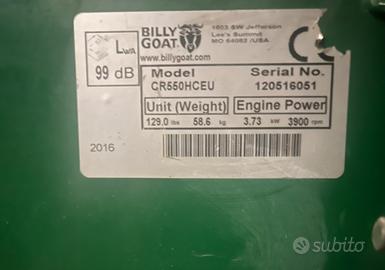 BILLY GOAT®
www.billygoat.com
1803 SW Jefferson
Lee's Summit
MO 64082 /USA
CE
LWA
99 dB
Model
Serial No.
CR550HCEU
120516051
Unit (Weight)
Engine Power
129.0 lbs 58.6 kg 3.73 kW 3900 rpm
2016
subito